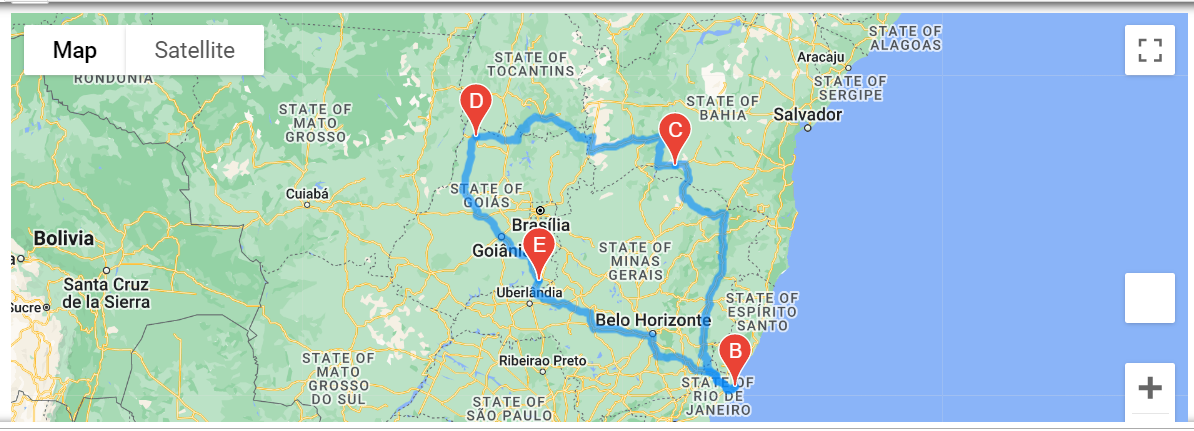 Map
Satellite
RONDÔNIA
STATE OF
ALAGOAS
Aracaju
STATE OF
SERGIPE
STATE OF
TOCANTINS
STATE OF
MATO
GROSSO
D
C
STATE OF
BAHIA
Salvador
Cuiabá
STATE OF
GOIÁS
Brasília
Goiâni
E
Bolivia
Santa Cruz
de la Sierra
Sucre
STATE OF
MINAS
GERAIS
Uberlândia
STATE OF
ESPÍRITO
SANTO
Belo Horizonte
B
STATE OF
MATO
GROSSO
DO SUL
Ribeirao Preto
STATE OF
SÃO PAULO
STATE OF
RIO DE
JANEIRO
+